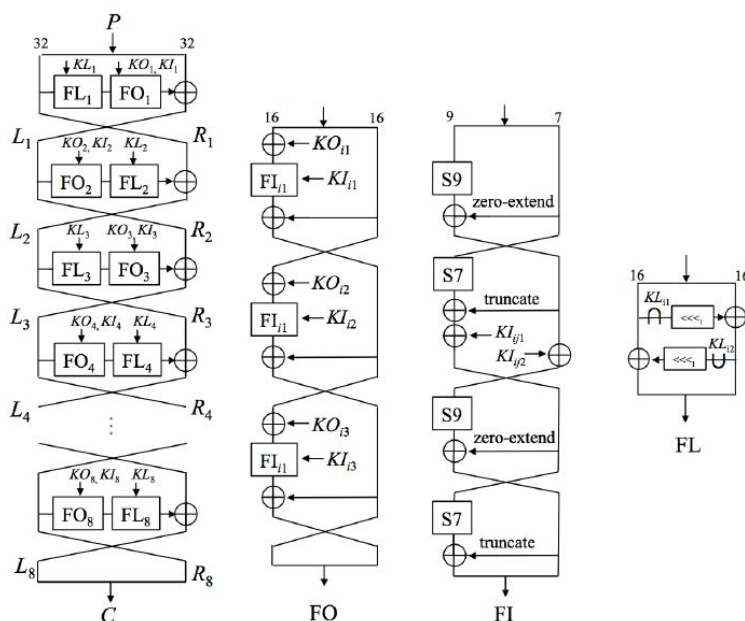 P
32 32
KL₁ KO₁, KI₁
FL₁ FO₁
L₁ R₁
KO₂, KI₂ KL₂
FO₂ FL₂
L₂ R₂
KL₃ KO₃, KI₃
FL₃ FO₃
L₃ R₃
KO₄, KI₄ KL₄
FO₄ FL₄
L₄ R₄
KO₈, KI₈ KL₈
FO₈ FL₈
L₈ R₈
C
16 16
KOᵢ₁
FIᵢ₁ KIᵢ₁
KOᵢ₂
FIᵢ₁ KIᵢ₂
KOᵢ₃
FIᵢ₁ KIᵢ₃
FO
9 7
S9
zero-extend
S7
truncate
KIᵢⱼ₁
KIᵢⱼ₂
S9
zero-extend
S7
truncate
FI
16 16
KLᵢ₁
<<<₁
KLᵢ₂
<<<₁
FL